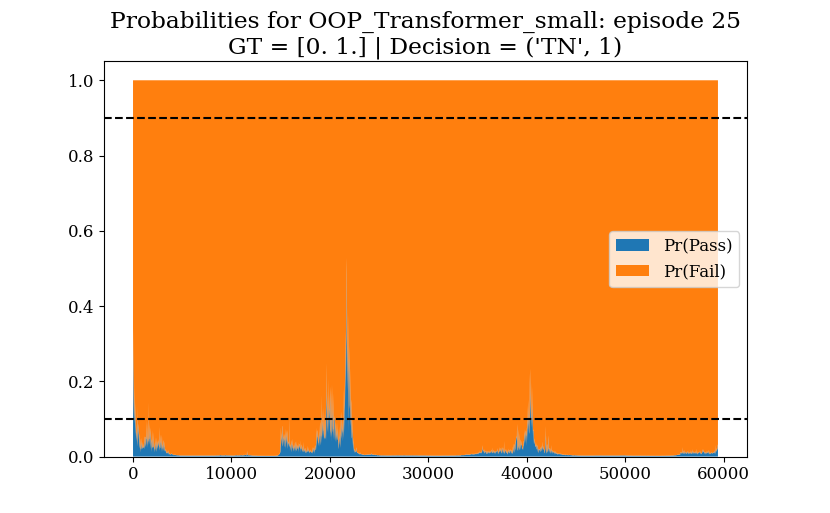 Probabilities for OOP_Transformer_small: episode 25
GT = [0. 1.] | Decision = ('TN', 1)
1.0
0.8
0.6
0.4
0.2
0.0
Pr(Pass)
Pr(Fail)
0 10000 20000 30000 40000 50000 60000